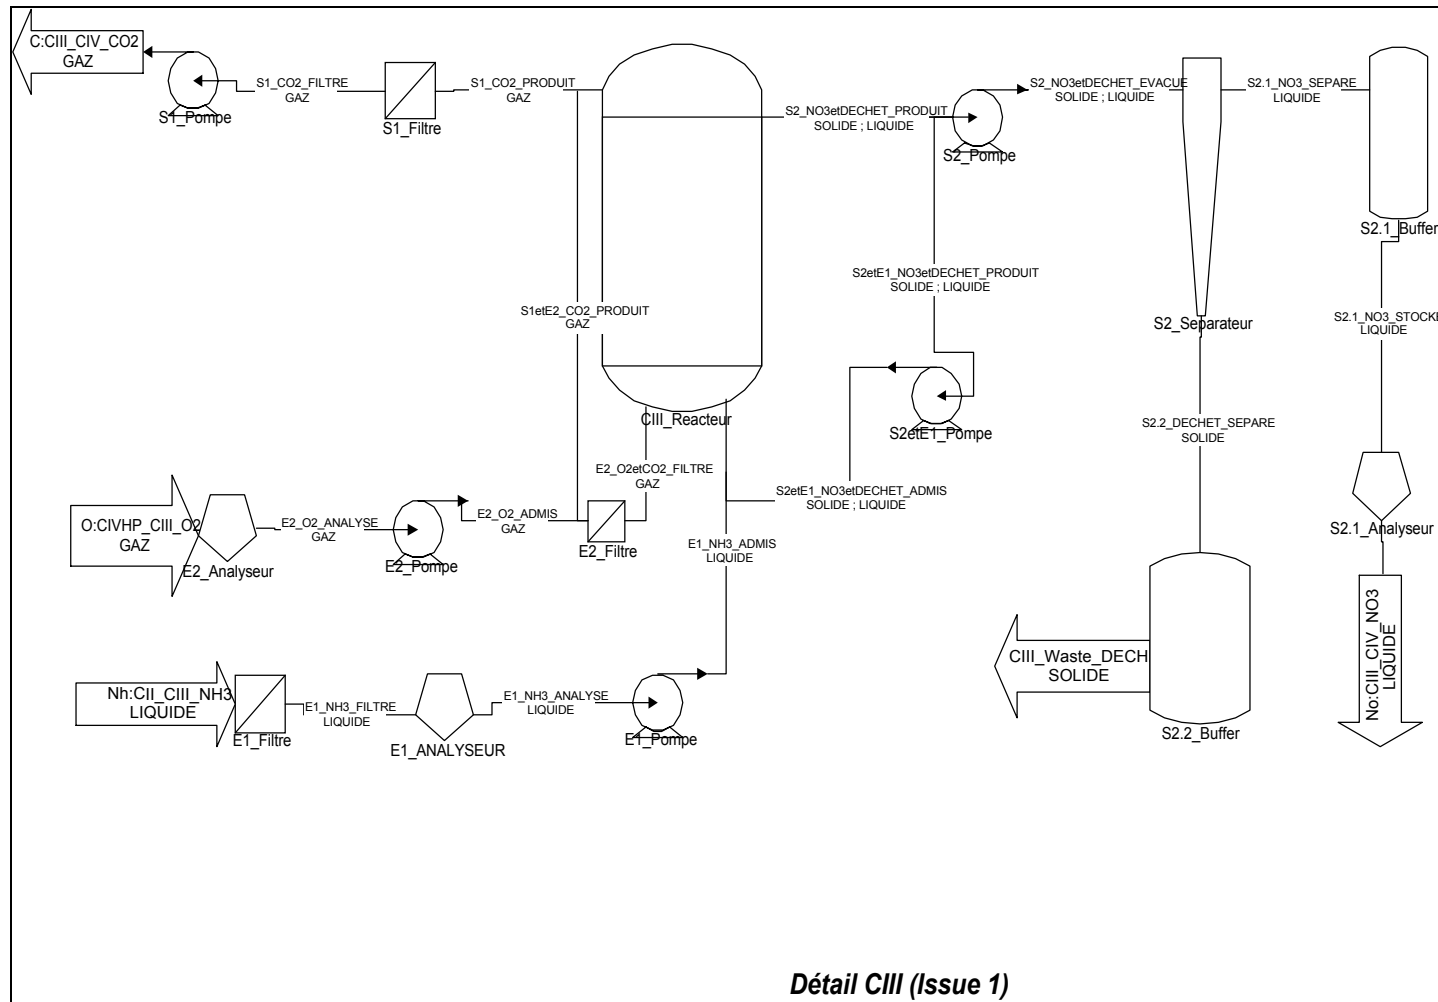 C:CIII_CIV_CO2
GAZ
S1_Pompe
S1_CO2_FILTRE
GAZ
S1_Filtre
S1_CO2_PRODUIT
GAZ
S2_NO3etDECHET_PRODUIT
SOLIDE ; LIQUIDE
S2_Pompe
S2_NO3etDECHET_EVACUE
SOLIDE ; LIQUIDE
S2.1_NO3_SEPARE
LIQUIDE
S2.1_Buffer
S2etE1_NO3etDECHET_PRODUIT
SOLIDE ; LIQUIDE
S1etE2_CO2_PRODUIT
GAZ
S2_Separateur
S2.1_NO3_STOCKE
LIQUIDE
CIII_Reacteur
S2etE1_Pompe
S2.2_DECHET_SEPARE
SOLIDE
E2_O2etCO2_FILTRE
GAZ
S2etE1_NO3etDECHET_ADMIS
SOLIDE ; LIQUIDE
O:CIVHP_CIII_O2
GAZ
E2_Analyseur
E2_O2_ANALYSE
GAZ
E2_Pompe
E2_O2_ADMIS
GAZ
E2_Filtre
E1_NH3_ADMIS
LIQUIDE
S2.1_Analyseur
Nh:CII_CIII_NH3
LIQUIDE
E1_Filtre
E1_NH3_FILTRE
LIQUIDE
E1_ANALYSEUR
E1_NH3_ANALYSE
LIQUIDE
E1_Pompe
CIII_Waste_DECH
SOLIDE
S2.2_Buffer
No:CIII_CIV_NO3
LIQUIDE
Détail CIII (Issue 1)